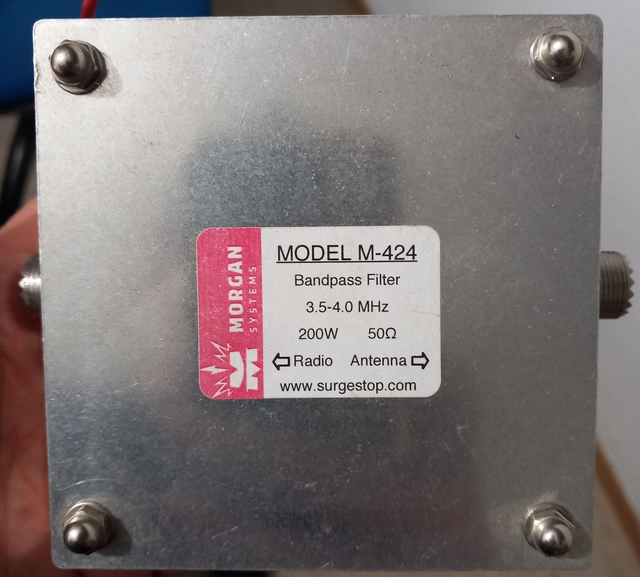 MORGAN
SYSTEMS
MODEL M-424
Bandpass Filter
3.5-4.0 MHz
200W 50Ω
⇦Radio Antenna⇨
www.surgestop.com